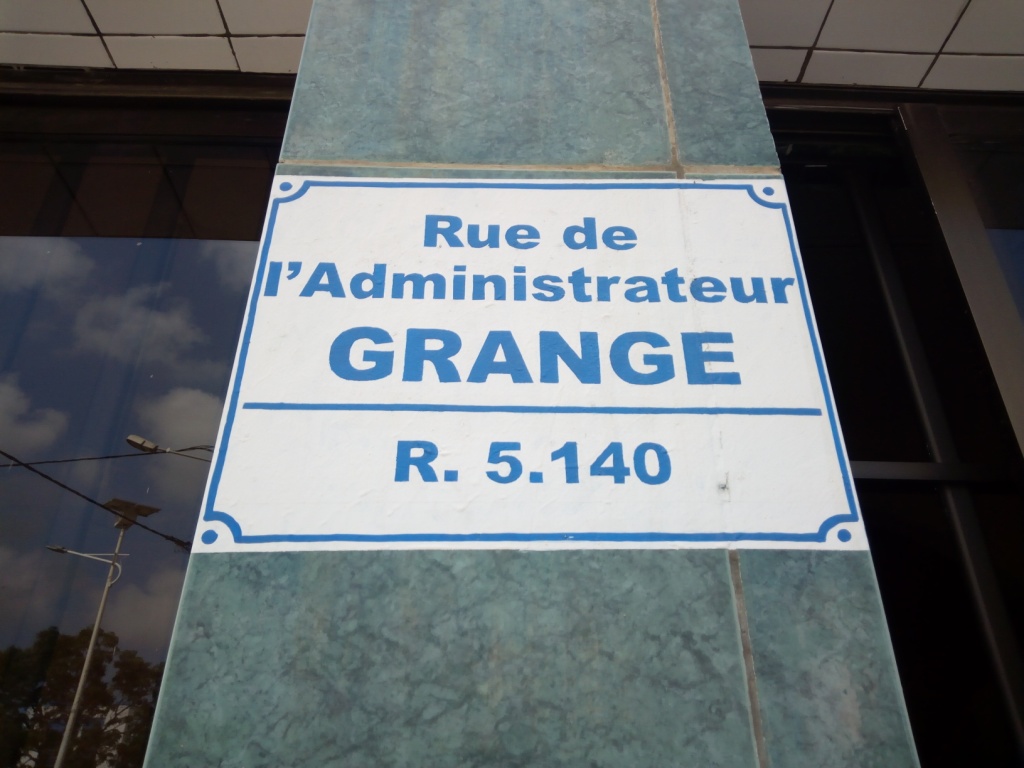 Rue de
l'Administrateur
GRANGE
R. 5.140